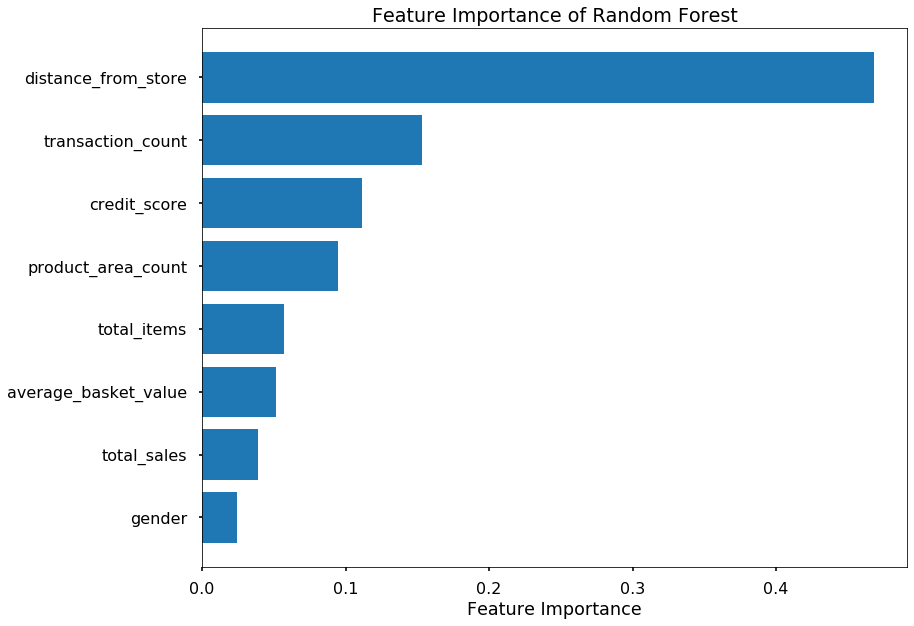 Feature Importance of Random Forest
distance_from_store
transaction_count
credit_score
product_area_count
total_items
average_basket_value
total_sales
gender
0.0 0.1 0.2 0.3 0.4
Feature Importance